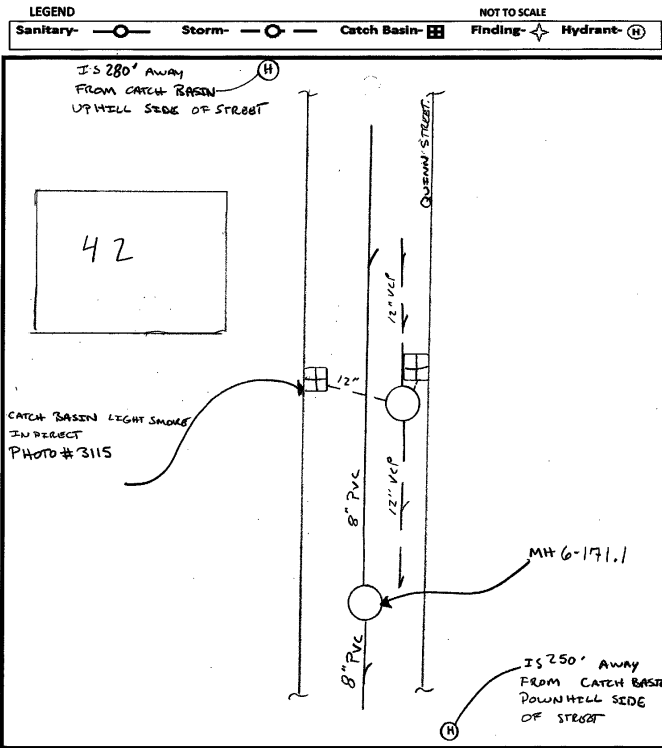 LEGEND
NOT TO SCALE
Sanitary- Storm- Catch Basin- Finding- Hydrant- H
IS 280' AWAY
FROM CATCH BASIN
UPHILL SIDE OF STREET
H
QUINN STREET
42
12" VCP
12"
CATCH BASIN LIGHT SMOKE
INDIRECT
PHOTO #3115
8" PVC
12" VCP
MH 6-171.1
8" PVC
IS 250' AWAY
FROM CATCH BASIN
DOWNHILL SIDE
OF STREET
H